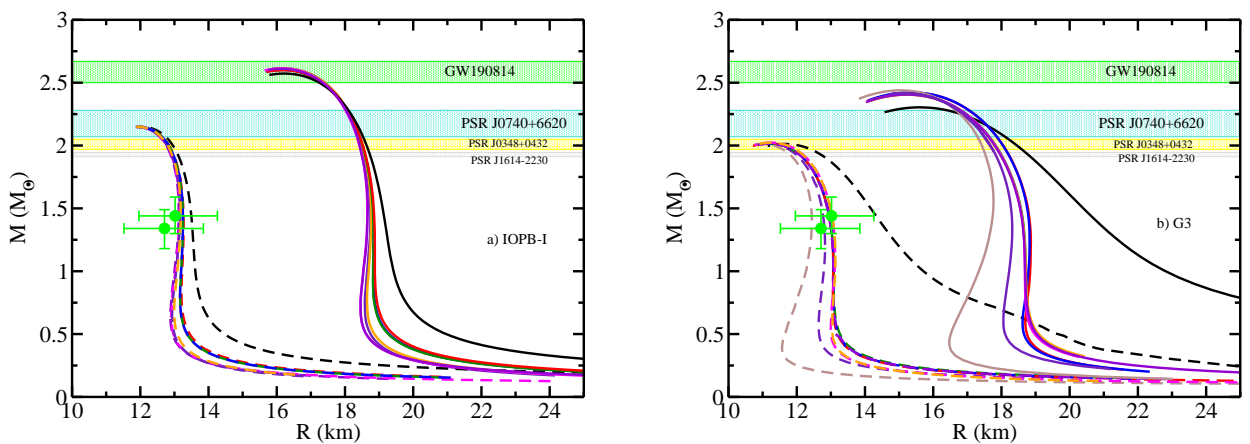 3
2.5
2
1.5
1
0.5
0
M (M⊙)
GW190814
PSR J0740+6620
PSR J0348+0432
PSR J1614-2230
a) IOPB-I
10 12 14 16 18 20 22 24
R (km)
3
2.5
2
1.5
1
0.5
0
M (M⊙)
GW190814
PSR J0740+6620
PSR J0348+0432
PSR J1614-2230
b) G3
10 12 14 16 18 20 22 24
R (km)